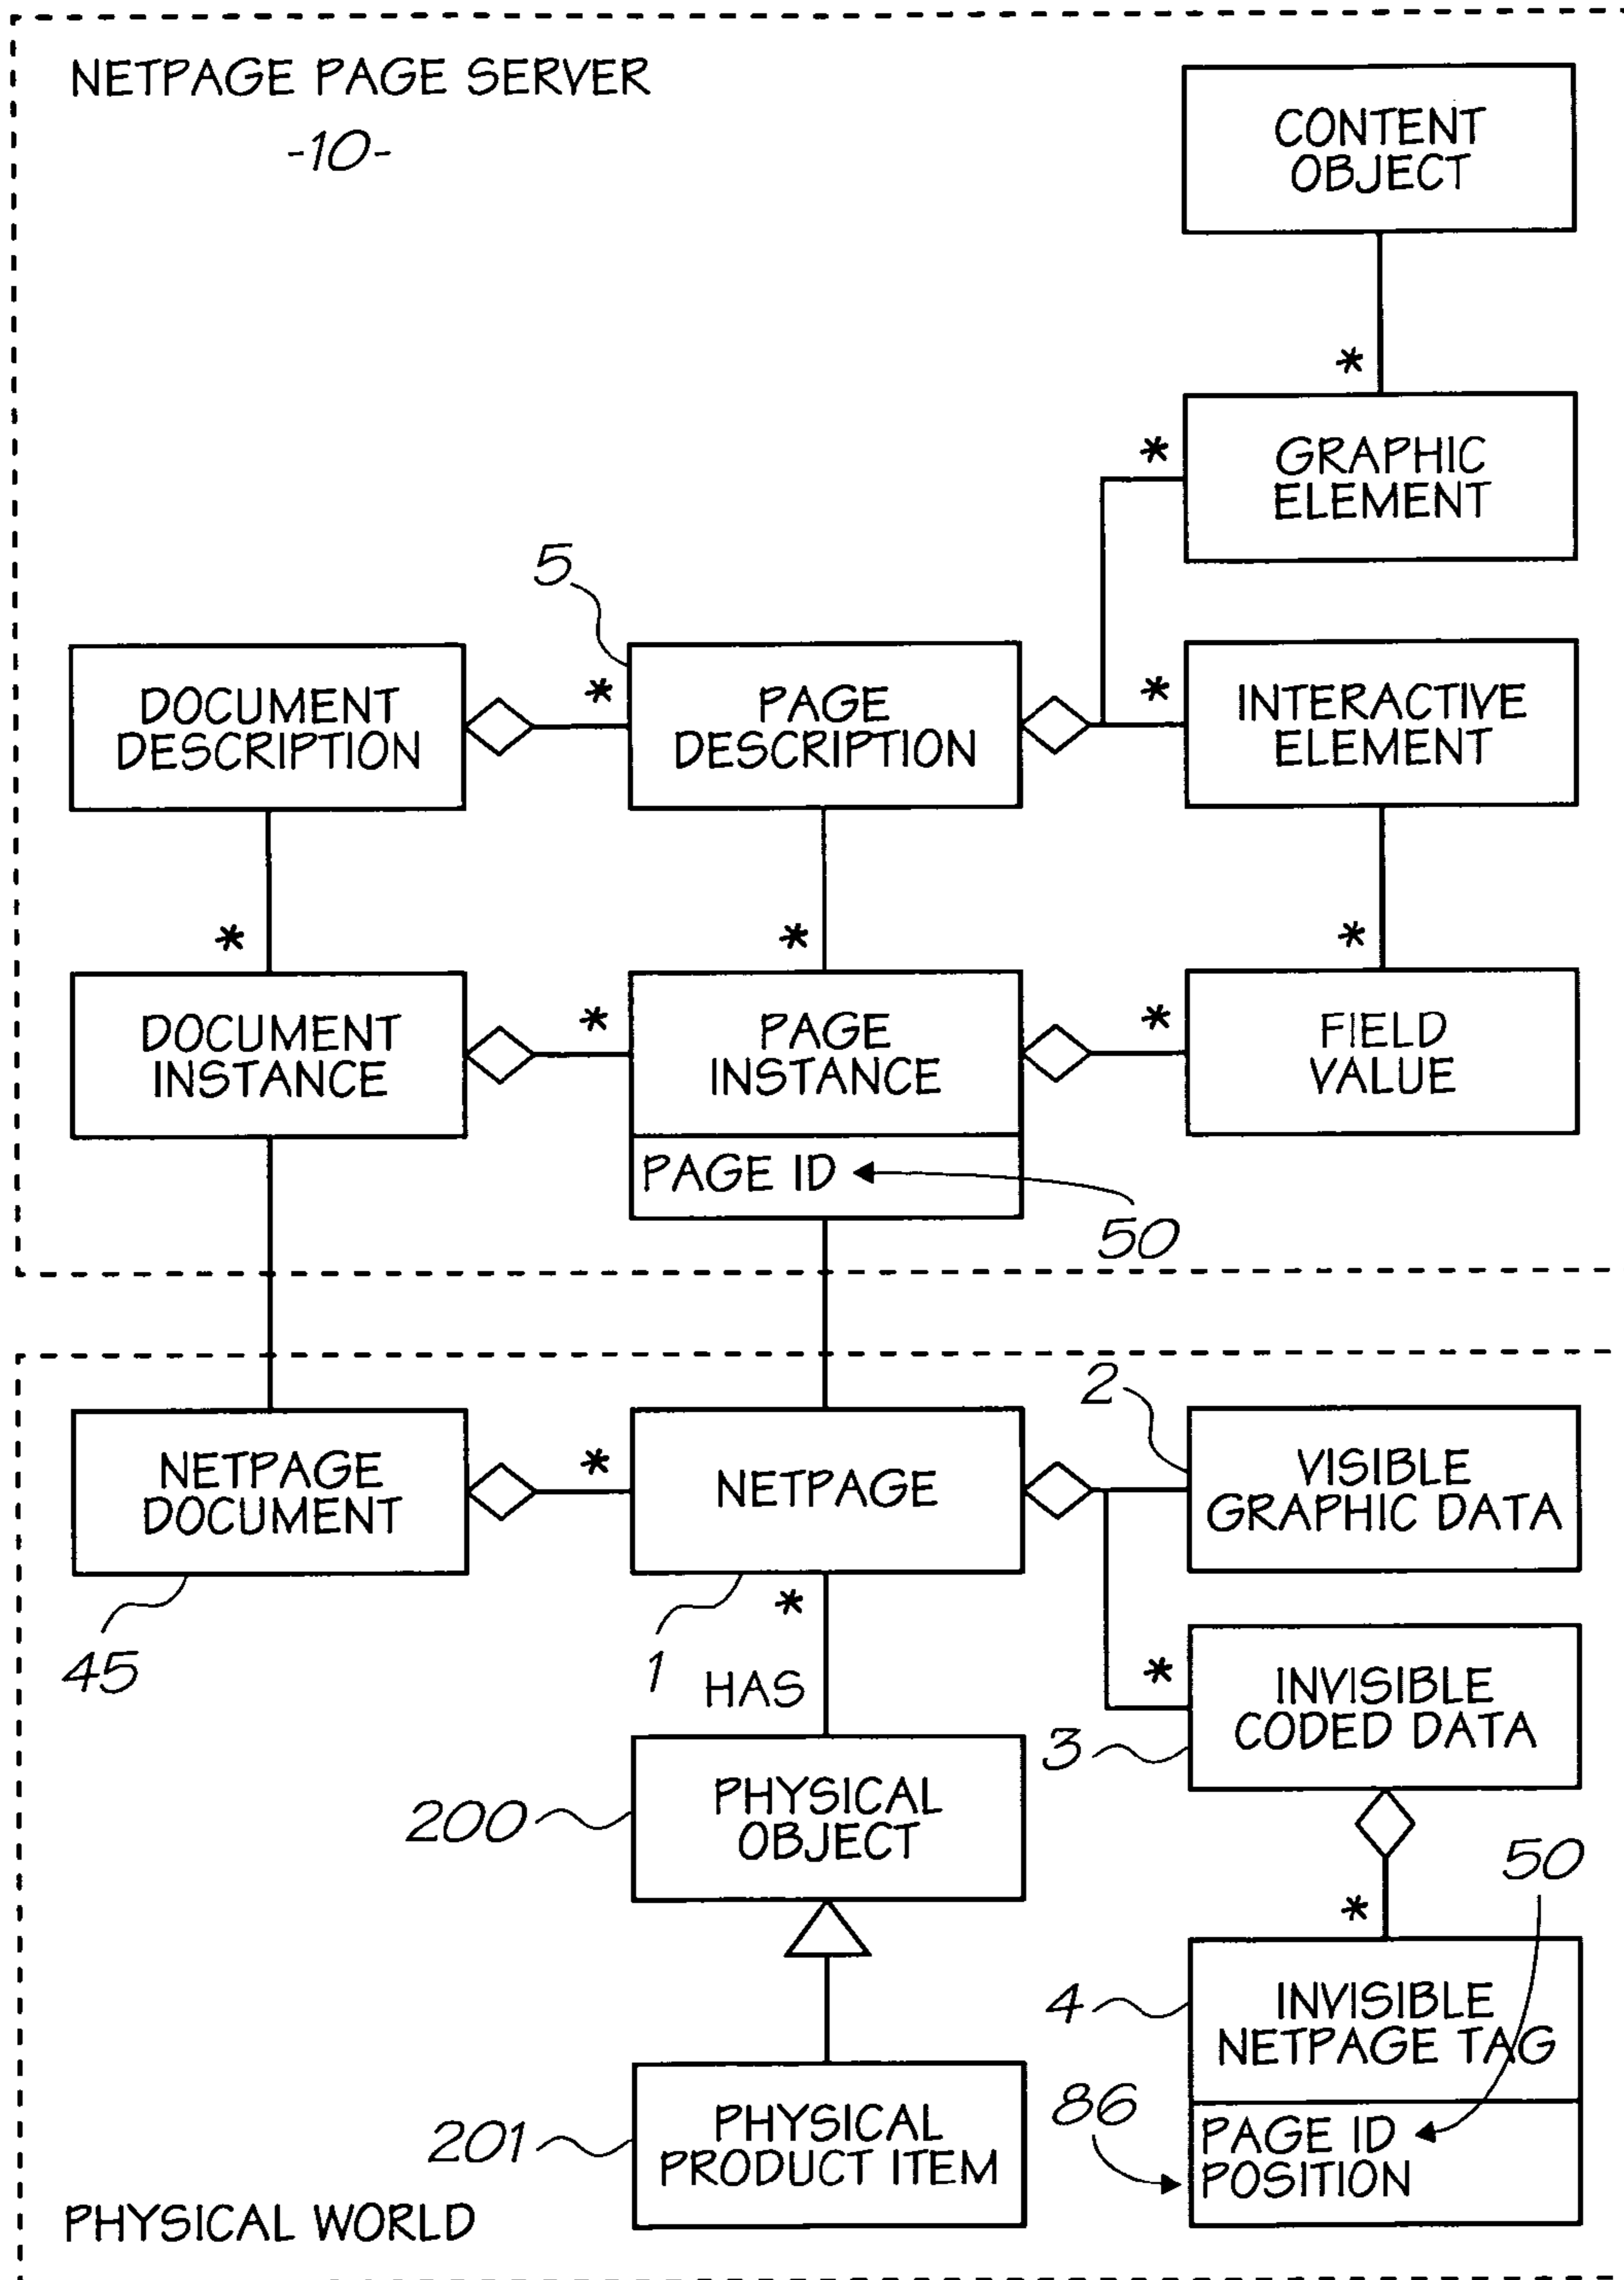 NETPAGE PAGE SERVER
-10-
CONTENT
OBJECT
*
*
GRAPHIC
ELEMENT
5
DOCUMENT
DESCRIPTION
*
PAGE
DESCRIPTION
*
INTERACTIVE
ELEMENT
*
*
*
DOCUMENT
INSTANCE
*
PAGE
INSTANCE
PAGE ID
50
*
FIELD
VALUE
NETPAGE
DOCUMENT
45
*
NETPAGE
1
*
HAS
2
VISIBLE
GRAPHIC DATA
*
INVISIBLE
CODED DATA
3
200
PHYSICAL
OBJECT
*
50
4
INVISIBLE
NETPAGE TAG
86
PAGE ID
POSITION
201
PHYSICAL
PRODUCT ITEM
PHYSICAL WORLD